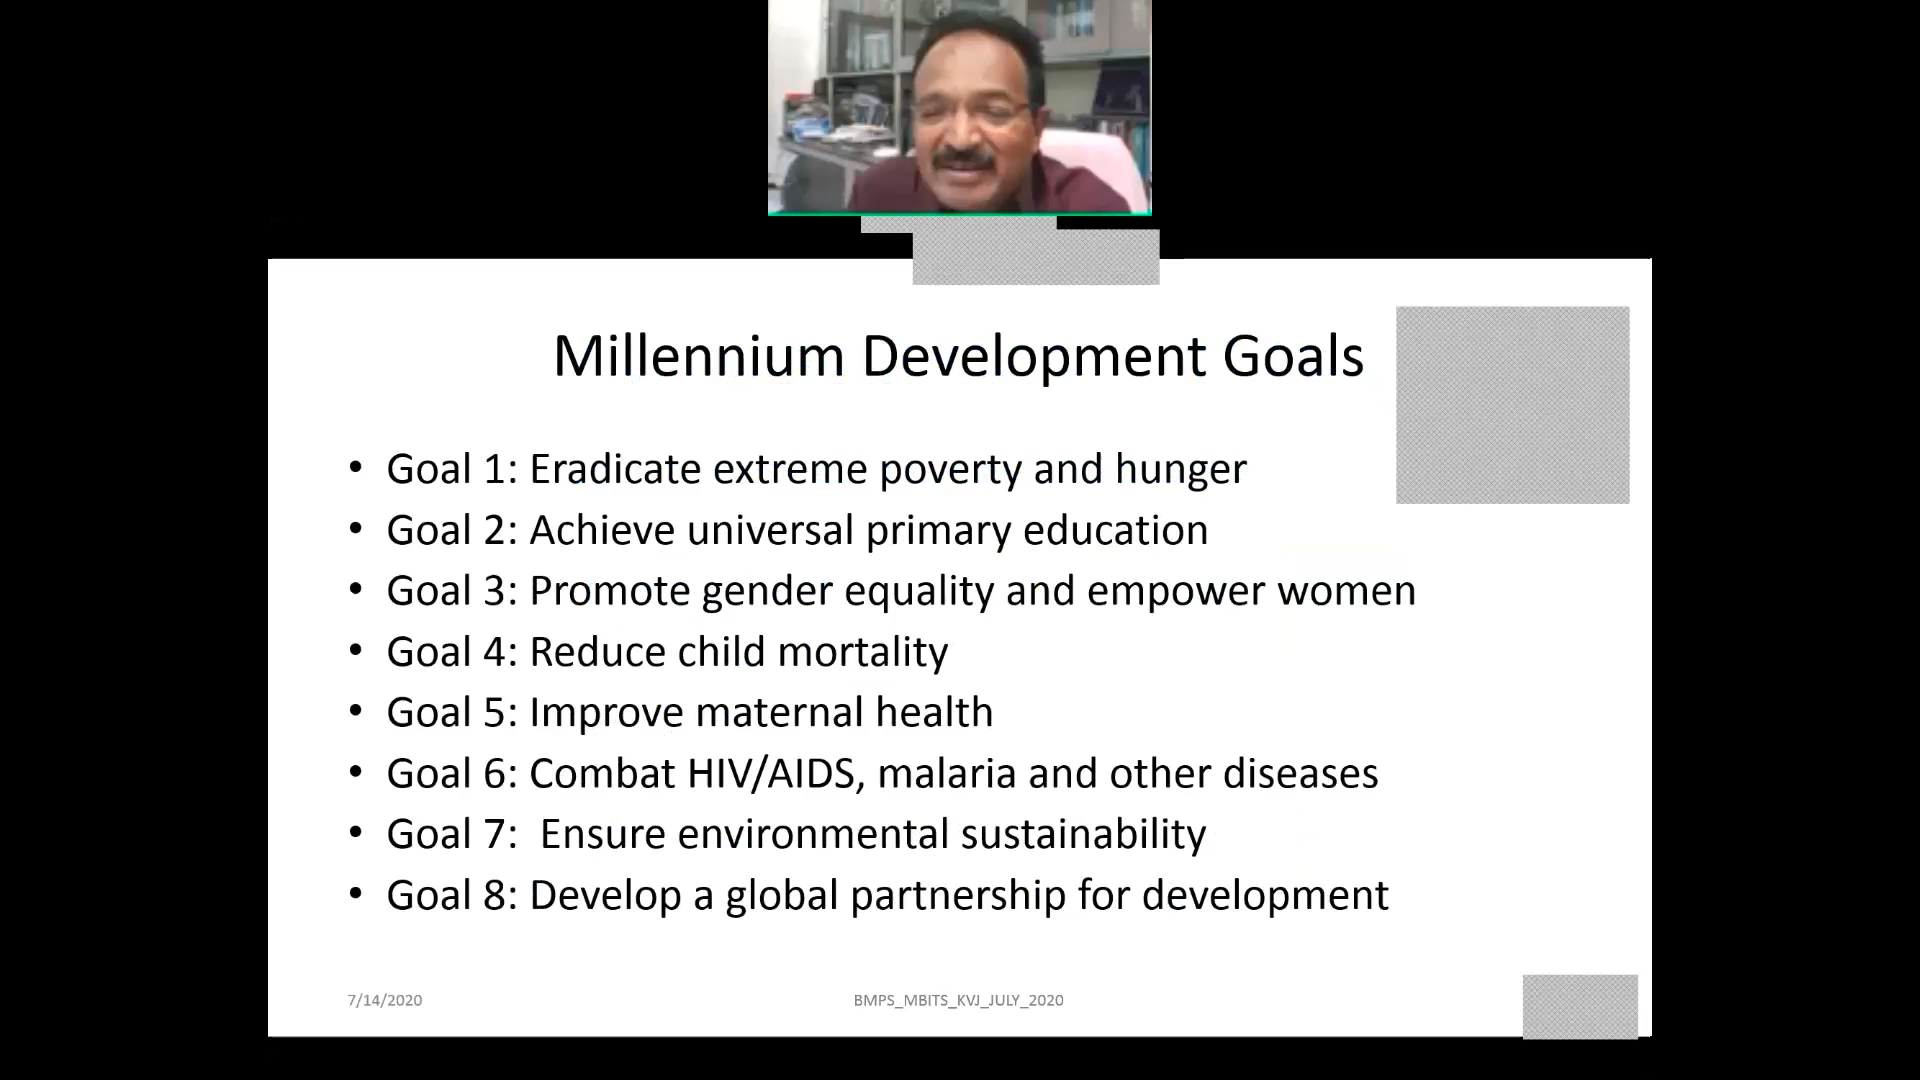 Millennium Development Goals
• Goal 1: Eradicate extreme poverty and hunger
• Goal 2: Achieve universal primary education
• Goal 3: Promote gender equality and empower women
• Goal 4: Reduce child mortality
• Goal 5: Improve maternal health
• Goal 6: Combat HIV/AIDS, malaria and other diseases
• Goal 7:  Ensure environmental sustainability
• Goal 8: Develop a global partnership for development
7/14/2020
BMPS_MBITS_KVJ_JULY_2020